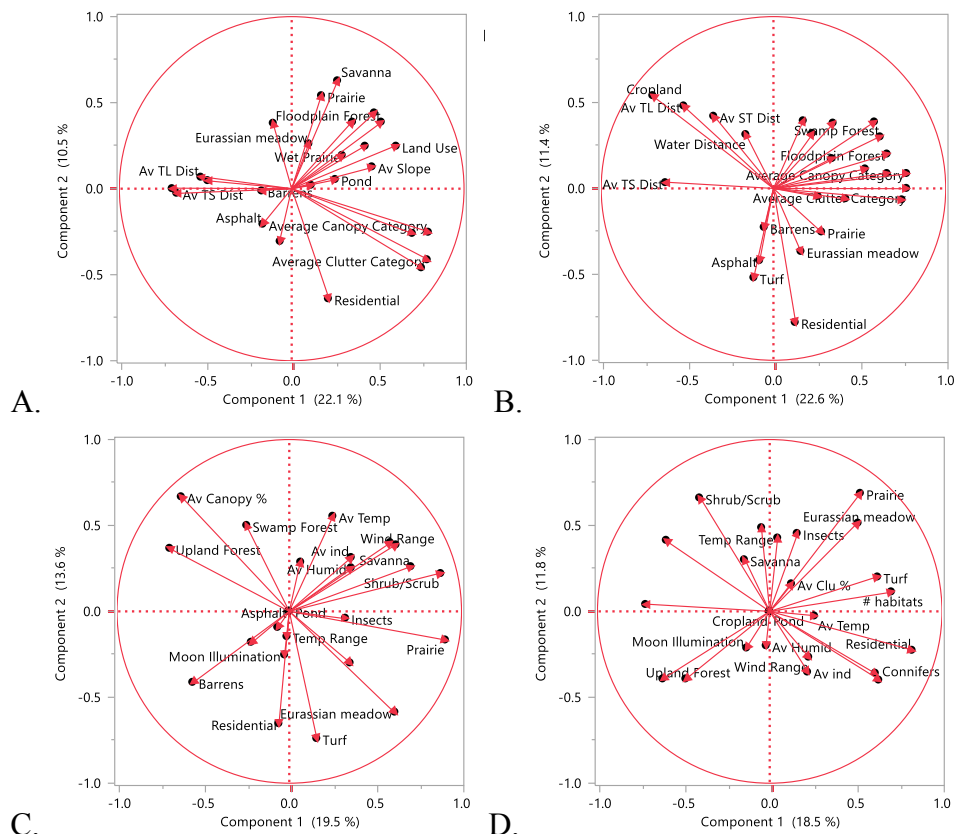 1.0
0.5
0.0
-0.5
-1.0
Component 2 (10.5 %
Savanna
Prairie
Floodplain Forest
Eurassian meadow
Wet Prairie
Land Use
Av Slope
Av TL Dist
Pond
Av TS Dist
Barrens
Asphalt
Average Canopy Category
Average Clutter Category
Residential
-1.0 -0.5 0.0 0.5 1.0
Component 1 (22.1 %)
A.
1.0
0.5
0.0
-0.5
-1.0
Component 2 (11.4 %
Cropland
Av TL Dist
Av ST Dist
Swamp Forest
Water Distance
Floodplain Forest
Av TS Dist
Average Canopy Category
Average Clutter Category
Barrens
Prairie
Eurassian meadow
Asphalt
Turf
Residential
-1.0 -0.5 0.0 0.5 1.0
Component 1 (22.6 %)
B.
1.0
0.5
0.0
-0.5
-1.0
Component 2 (13.6 %
Av Canopy %
Swamp Forest
Av Temp
Upland Forest
Wind Range
Av ind
Savanna
Av Humid
Shrub/Scrub
Asphalt Pond
Insects
Temp Range
Prairie
Moon Illumination
Barrens
Eurassian meadow
Residential
Turf
-1.0 -0.5 0.0 0.5 1.0
Component 1 (19.5 %)
C.
1.0
0.5
0.0
-0.5
-1.0
Component 2 (11.8 %
Shrub/Scrub
Prairie
Eurassian meadow
Temp Range
Insects
Savanna
Av Clu %
Turf
# habitats
Cropland Pond
Av Temp
Moon Illumination
Av Humid
Residential
Upland Forest
Wind Range
Av ind
Connifers
-1.0 -0.5 0.0 0.5 1.0
Component 1 (18.5 %)
D.